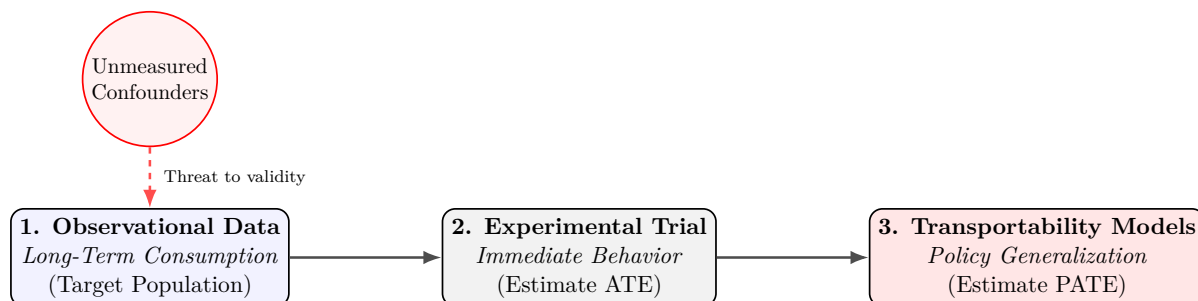 Unmeasured
Confounders
Threat to validity
1. Observational Data
Long-Term Consumption
(Target Population)
2. Experimental Trial
Immediate Behavior
(Estimate ATE)
3. Transportability Models
Policy Generalization
(Estimate PATE)